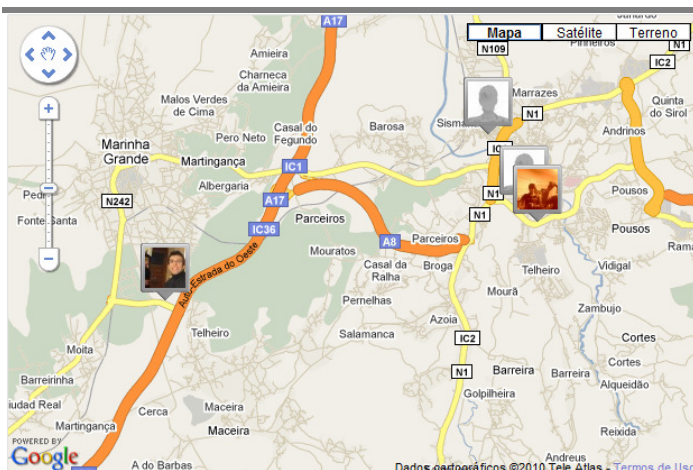 A17
Mapa
Satélite
Terreno
N109
Pinheiros
N1
IC2
Amieira
Charneca
da Amieira
Marrazes
Malos Verdes
de Cima
Quinta
do Sirol
N1
Casal do
Fegundo
Barosa
Pero Neto
Andrinos
Marinha
Grande
Martingança
IC1
Albergaria
Pousos
N242
A17
N1
N1
Parceiros
IC36
A8
Parceiros
Pousos
Mouratos
Casal da
Ralha
Broga
Vidigal
Telheiro
Auto-Estrada do Oeste
Mourã
Pernelhas
Zambujo
Azoia
Telheiro
Salamanca
IC2
Cortes
Moita
Cortes
N1
Barreira
Barreira
Alqueidão
Barreirinha
Golpilheira
Maceira
Cerca
Martingança
Maceira
Reixida
POWERED BY
Google
A do Barbas
Andreus
Dados cartográficos ©2010 Tele Atlas - Termos de Uso